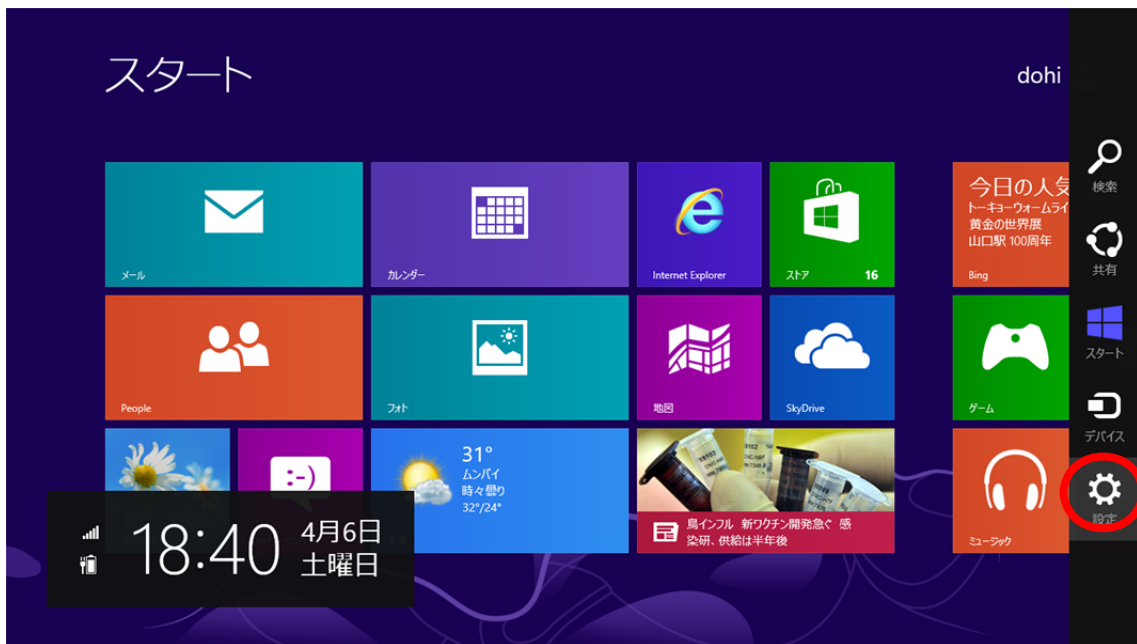 スタート
dohi
検索
共有
スタート
デバイス
設定
メール
カレンダー
Internet Explorer
ストア
16
今日の人気
トーキョーウォームライ
黄金の世界展
山口駅 100周年
Bing
People
フォト
地図
SkyDrive
ゲーム
:-)
31°
ムンバイ
時々曇り
32°/24°
鳥インフル 新ワクチン開発急ぐ 感
染研、供給は半年後
ミュージック
18:40
4月6日
土曜日